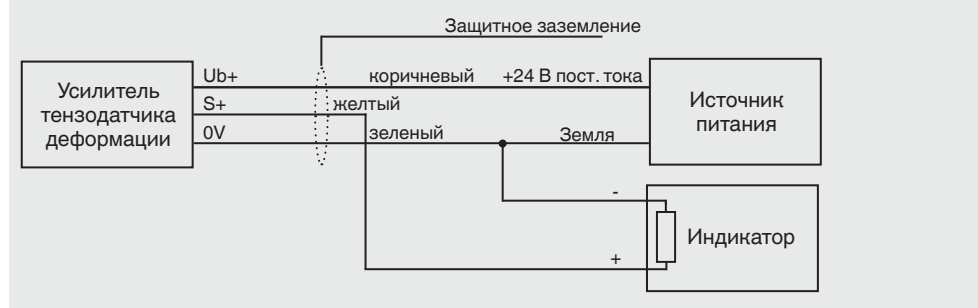 Защитное заземление
Усилитель
тензодатчика
деформации
Ub+
коричневый
+24 В пост. тока
S+
желтый
0V
зеленый
Земля
Источник
питания
-
+
Индикатор